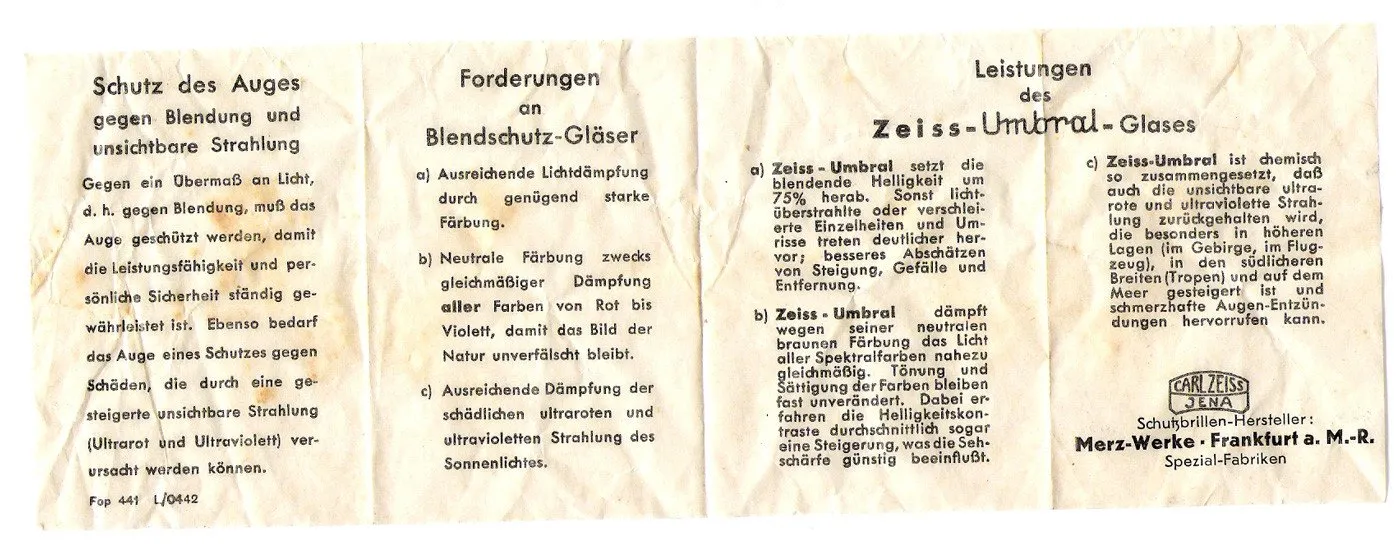 Schutz des Auges
gegen Blendung und
unsichtbare Strahlung
Gegen ein Übermaß an Licht,
d. h. gegen Blendung, muß das
Auge geschützt werden, damit
die Leistungsfähigkeit und per-
sönliche Sicherheit ständig ge-
währleistet ist. Ebenso bedarf
das Auge eines Schutzes gegen
Schäden, die durch eine ge-
steigerte unsichtbare Strahlung
(Ultrarot und Ultraviolett) ver-
ursacht werden können.
Fop 441 L/0442
Forderungen
an
Blendschutz-Gläser
a) Ausreichende Lichtdämpfung
durch genügend starke
Färbung.
b) Neutrale Färbung zwecks
gleichmäßiger Dämpfung
aller Farben von Rot bis
Violett, damit das Bild der
Natur unverfälscht bleibt.
c) Ausreichende Dämpfung der
schädlichen ultraroten und
ultravioletten Strahlung des
Sonnenlichtes.
Leistungen
des
Zeiss-Umbral-Glases
a) Zeiss-Umbral setzt die
blendende Helligkeit um
75% herab. Sonst licht-
überstrahlte oder verschlei-
erte Einzelheiten und Um-
risse treten deutlicher her-
vor; besseres Abschätzen
von Steigung, Gefälle und
Entfernung.
b) Zeiss-Umbral dämpft
wegen seiner neutralen
braunen Färbung das Licht
aller Spektralfarben nahezu
gleichmäßig. Tönung und
Sättigung der Farben bleiben
fast unverändert. Dabei er-
fahren die Helligkeitskon-
traste durchschnittlich sogar
eine Steigerung, was die Seh-
schärfe günstig beeinflußt.
c) Zeiss-Umbral ist chemisch
so zusammengesetzt, daß
auch die unsichtbare ultra-
rote und ultraviolette Strah-
lung zurückgehalten wird,
die besonders in höheren
Lagen (im Gebirge, im Flug-
zeug), in den südlicheren
Breiten (Tropen) und auf dem
Meer gesteigert ist und
schmerzhafte Augen-Entzün-
dungen hervorrufen kann.
CARL ZEISS
JENA
Schutzbrillen-Hersteller:
Merz-Werke · Frankfurt a. M.-R.
Spezial-Fabriken